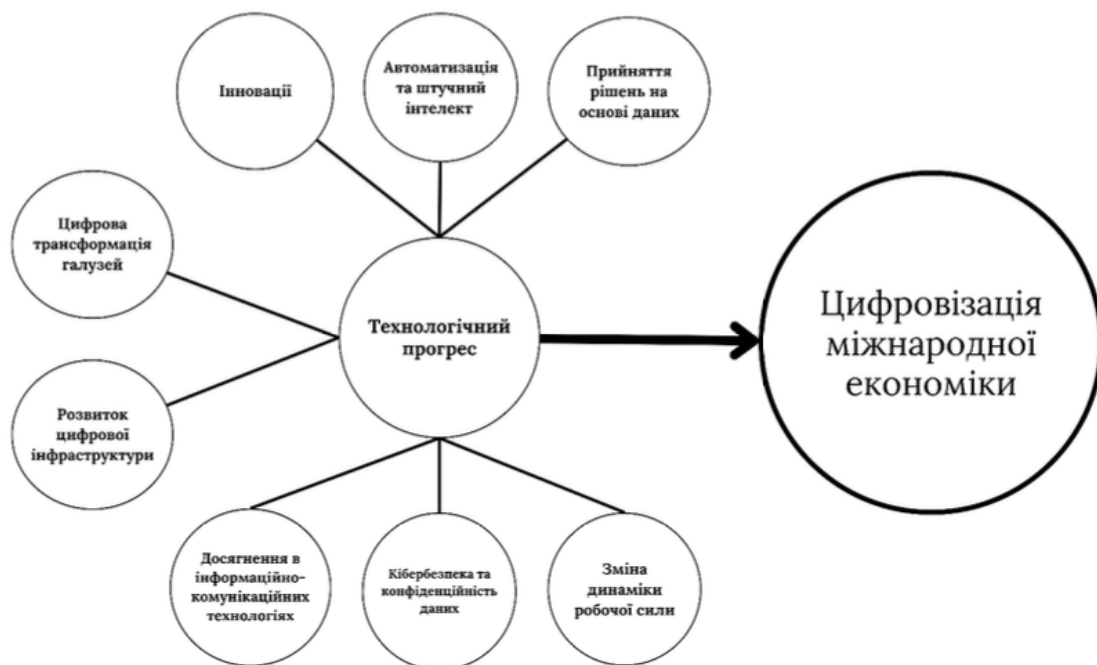 Інновації
Автоматизація
та штучний
інтелект
Прийняття
рішень на
основі даних
Цифрова
трансформація
галузей
Технологічний
прогрес
Цифровізація
міжнародної
економіки
Розвиток
цифрової
інфраструктури
Досягнення в
інформаційно-
комунікаційних
технологіях
Кібербезпека та
конфіденційність
даних
Зміна
динаміки
робочої сили